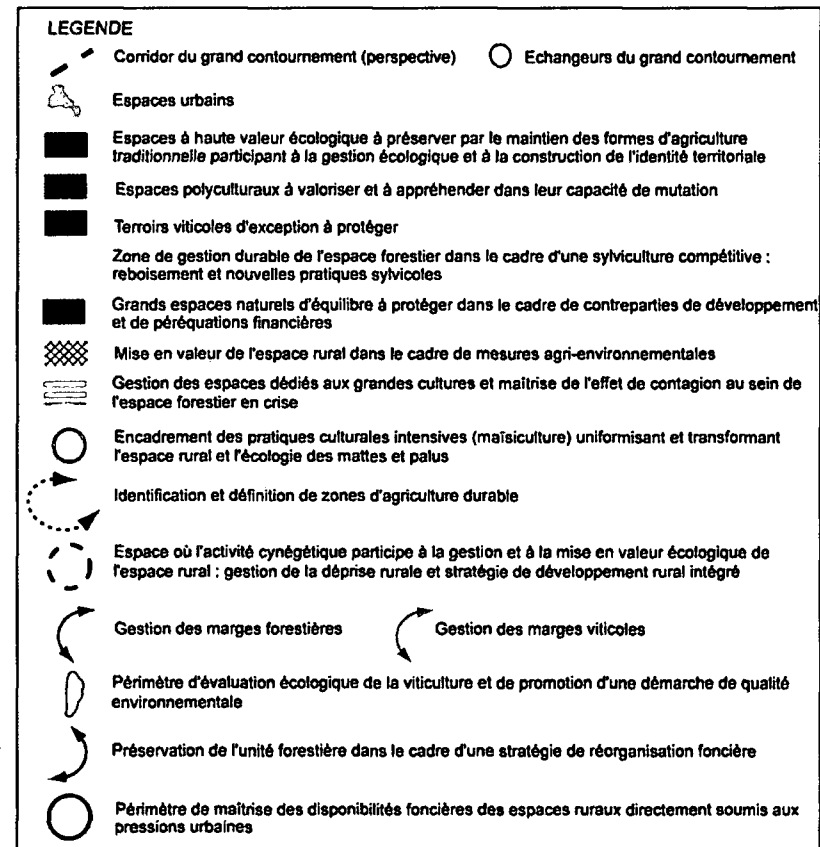 LEGENDE
Corridor du grand contournement (perspective) Echangeurs du grand contournement
Espaces urbains
Espaces à haute valeur écologique à préserver par le maintien des formes d'agriculture
traditionnelle participant à la gestion écologique et à la construction de l'identité territoriale
Espaces polyculturaux à valoriser et à appréhender dans leur capacité de mutation
Terroirs viticoles d'exception à protéger
Zone de gestion durable de l'espace forestier dans le cadre d'une sylviculture compétitive :
reboisement et nouvelles pratiques sylvicoles
Grands espaces naturels d'équilibre à protéger dans le cadre de contreparties de développement
et de péréquations financières
Mise en valeur de l'espace rural dans le cadre de mesures agri-environnementales
Gestion des espaces dédiés aux grandes cultures et maîtrise de l'effet de contagion au sein de
l'espace forestier en crise
Encadrement des pratiques culturales intensives (maïsiculture) uniformisant et transformant
l'espace rural et l'écologie des mattes et palus
Identification et définition de zones d'agriculture durable
Espace où l'activité cynégétique participe à la gestion et à la mise en valeur écologique de
l'espace rural : gestion de la déprise rurale et stratégie de développement rural intégré
Gestion des marges forestières Gestion des marges viticoles
Périmètre d'évaluation écologique de la viticulture et de promotion d'une démarche de qualité
environnementale
Préservation de l'unité forestière dans le cadre d'une stratégie de réorganisation foncière
Périmètre de maîtrise des disponibilités foncières des espaces ruraux directement soumis aux
pressions urbaines